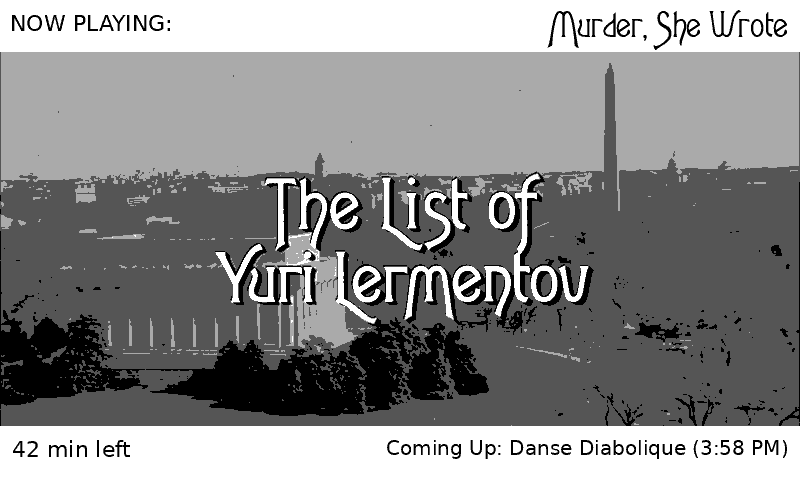 NOW PLAYING:
Murder, She Wrote
The List of
Yuri Lermentov
42 min left
Coming Up: Danse Diabolique (3:58 PM)